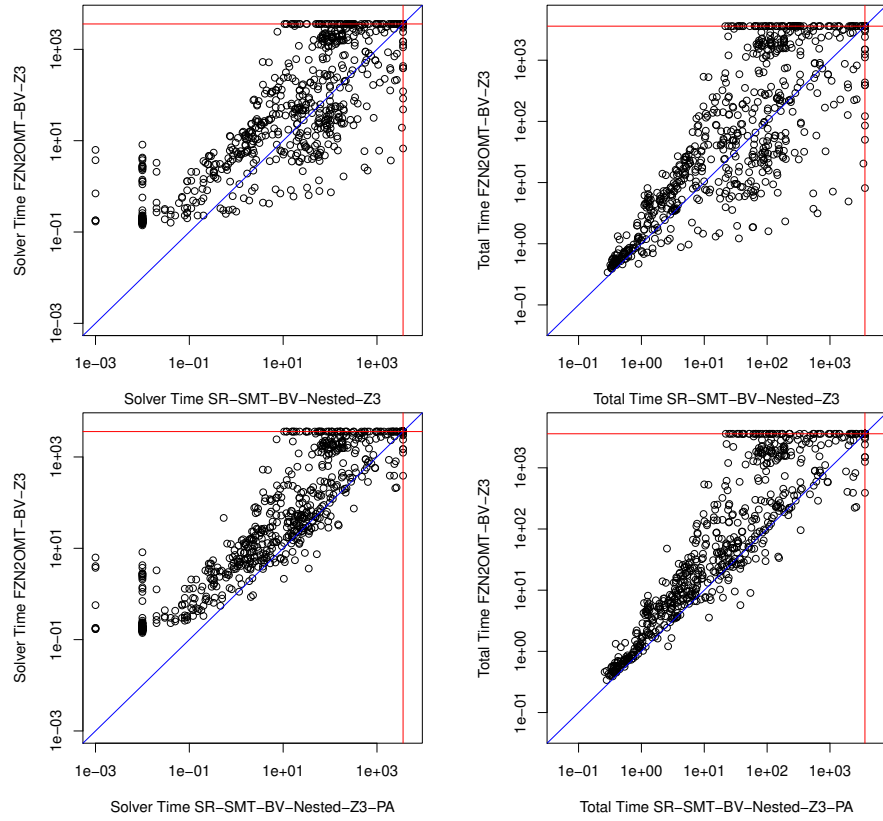 Solver Time FZN2OMT−BV−Z3
1e+03
1e+01
1e−01
1e−03
1e−03
1e−01
1e+01
1e+03
Solver Time SR−SMT−BV−Nested−Z3
Total Time FZN2OMT−BV−Z3
1e+03
1e+02
1e+01
1e+00
1e−01
1e−01
1e+00
1e+01
1e+02
1e+03
Total Time SR−SMT−BV−Nested−Z3
Solver Time FZN2OMT−BV−Z3
1e+03
1e+01
1e−01
1e−03
1e−03
1e−01
1e+01
1e+03
Solver Time SR−SMT−BV−Nested−Z3−PA
Total Time FZN2OMT−BV−Z3
1e+03
1e+02
1e+01
1e+00
1e−01
1e−01
1e+00
1e+01
1e+02
1e+03
Total Time SR−SMT−BV−Nested−Z3−PA